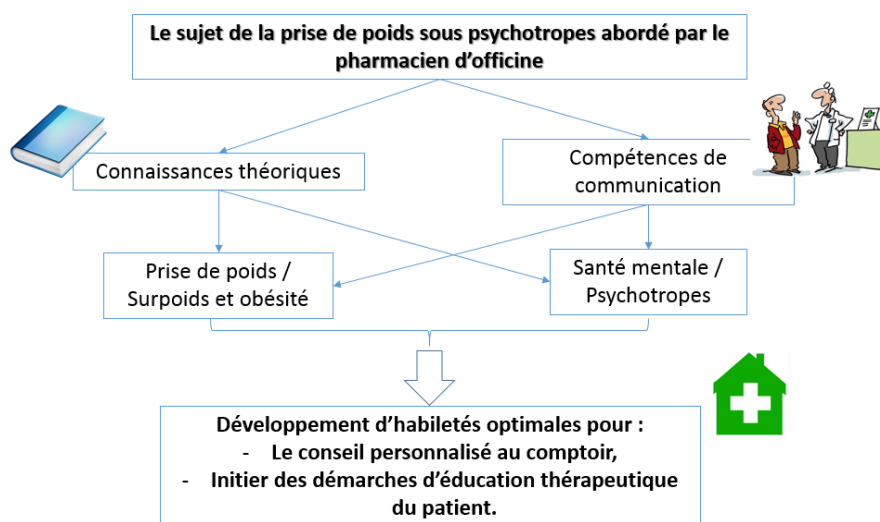 Le sujet de la prise de poids sous psychotropes abordé par le
pharmacien d’officine
Connaissances théoriques
Compétences de
communication
Prise de poids /
Surpoids et obésité
Santé mentale /
Psychotropes
Développement d’habiletés optimales pour :
- Le conseil personnalisé au comptoir,
- Initier des démarches d’éducation thérapeutique
du patient.